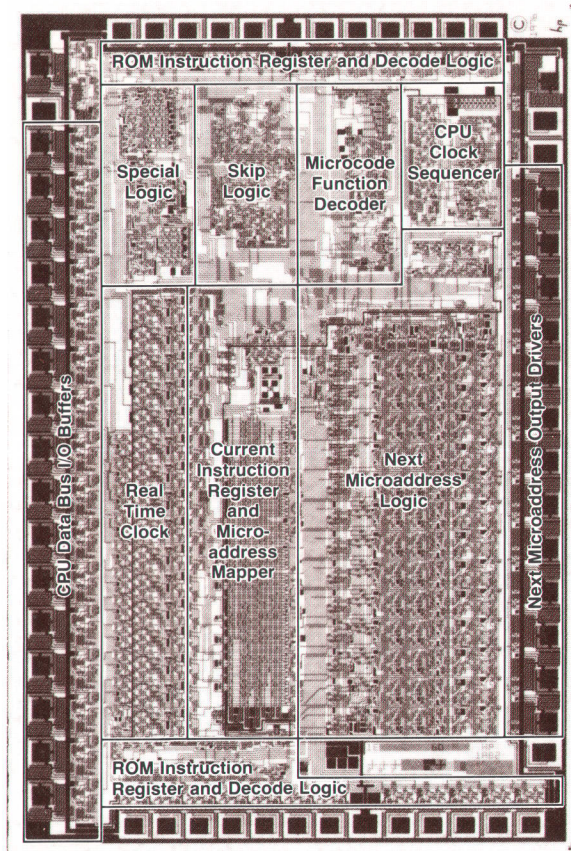 ©
hp
ROM Instruction Register and Decode Logic
Special
Logic
Skip
Logic
Microcode
Function
Decoder
CPU
Clock
Sequencer
CPU Data Bus I/O Buffers
Real
Time
Clock
Current
Instruction
Register
and
Micro-
address
Mapper
Next
Microaddress
Logic
Next Microaddress Output Drivers
ROM Instruction
Register and Decode Logic